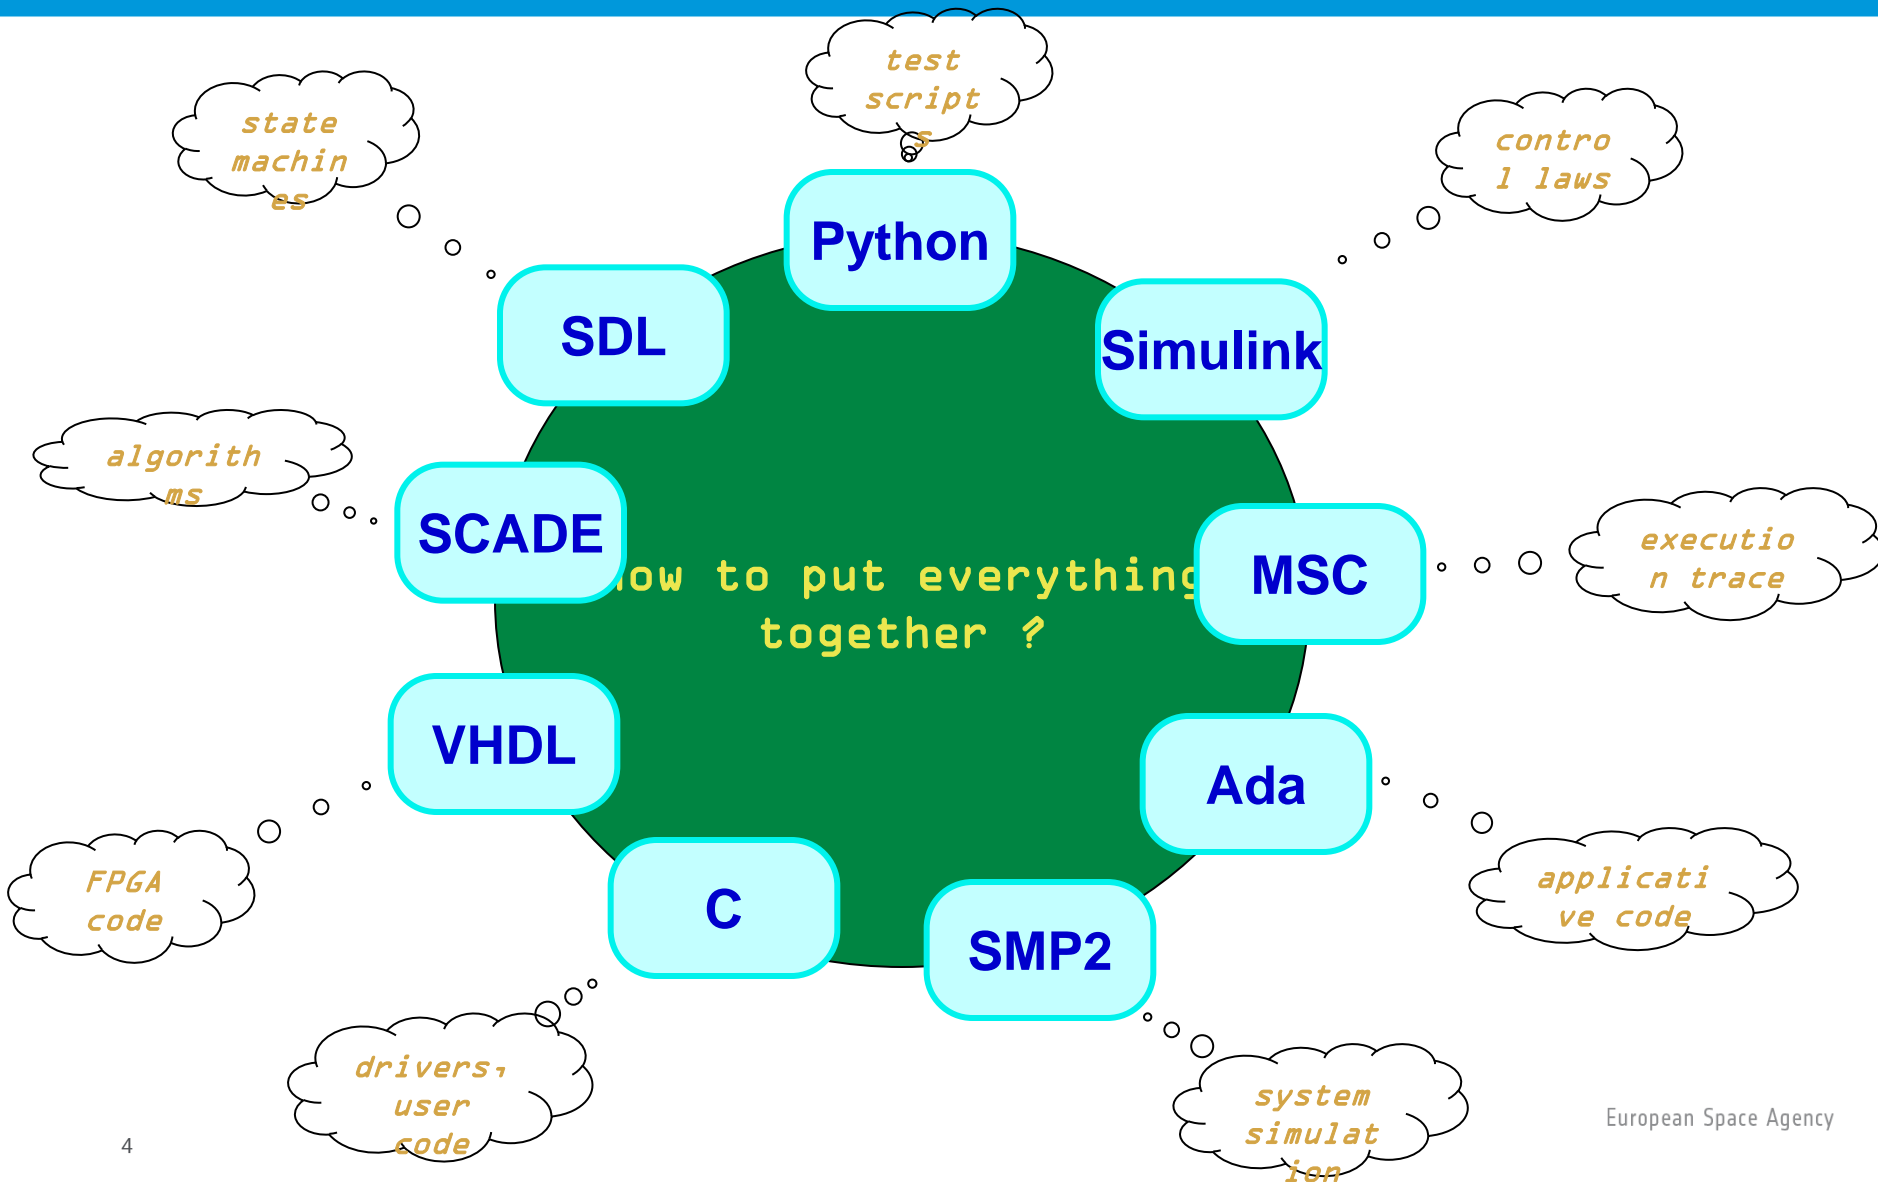 test
script
s
state
machin
es
contro
l laws
Python
SDL
Simulink
algorith
ms
SCADE
executio
n trace
MSC
ow to put everything
together ?
VHDL
Ada
FPGA
code
applicati
ve code
C
SMP2
drivers,
user
code
system
simulat
ion
European Space Agency
4